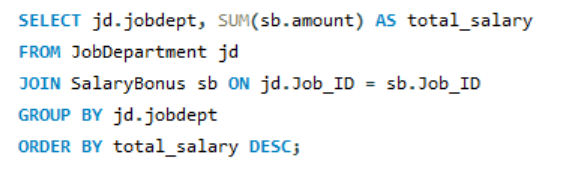 SELECT jd.jobdept, SUM(sb.amount) AS total_salary
FROM JobDepartment jd
JOIN SalaryBonus sb ON jd.Job_ID = sb.Job_ID
GROUP BY jd.jobdept
ORDER BY total_salary DESC;